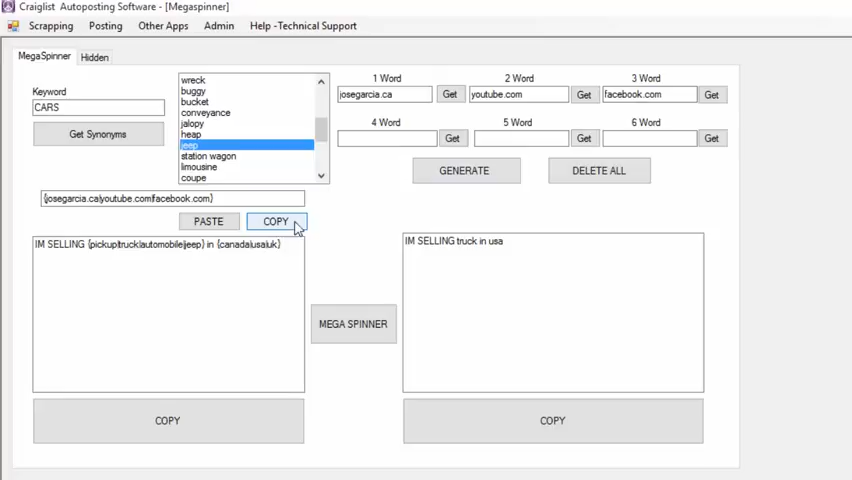 Craiglist Autoposting Software - [Megaspinner]
Scrapping Posting Other Apps Admin Help -Technical Support
MegaSpinner Hidden
Keyword
CARS
Get Synonyms
wreck
buggy
bucket
conveyance
jalopy
heap
jeep
station wagon
limousine
coupe
1 Word 2 Word 3 Word
josegarcia.ca Get youtube.com Get facebook.com Get
4 Word 5 Word 6 Word
Get Get Get
GENERATE DELETE ALL
{josegarcia.ca|youtube.com|facebook.com}
PASTE COPY
IM SELLING {pickup|truck|automobile|jeep} in {canada|usa|uk}
IM SELLING truck in usa
MEGA SPINNER
COPY COPY